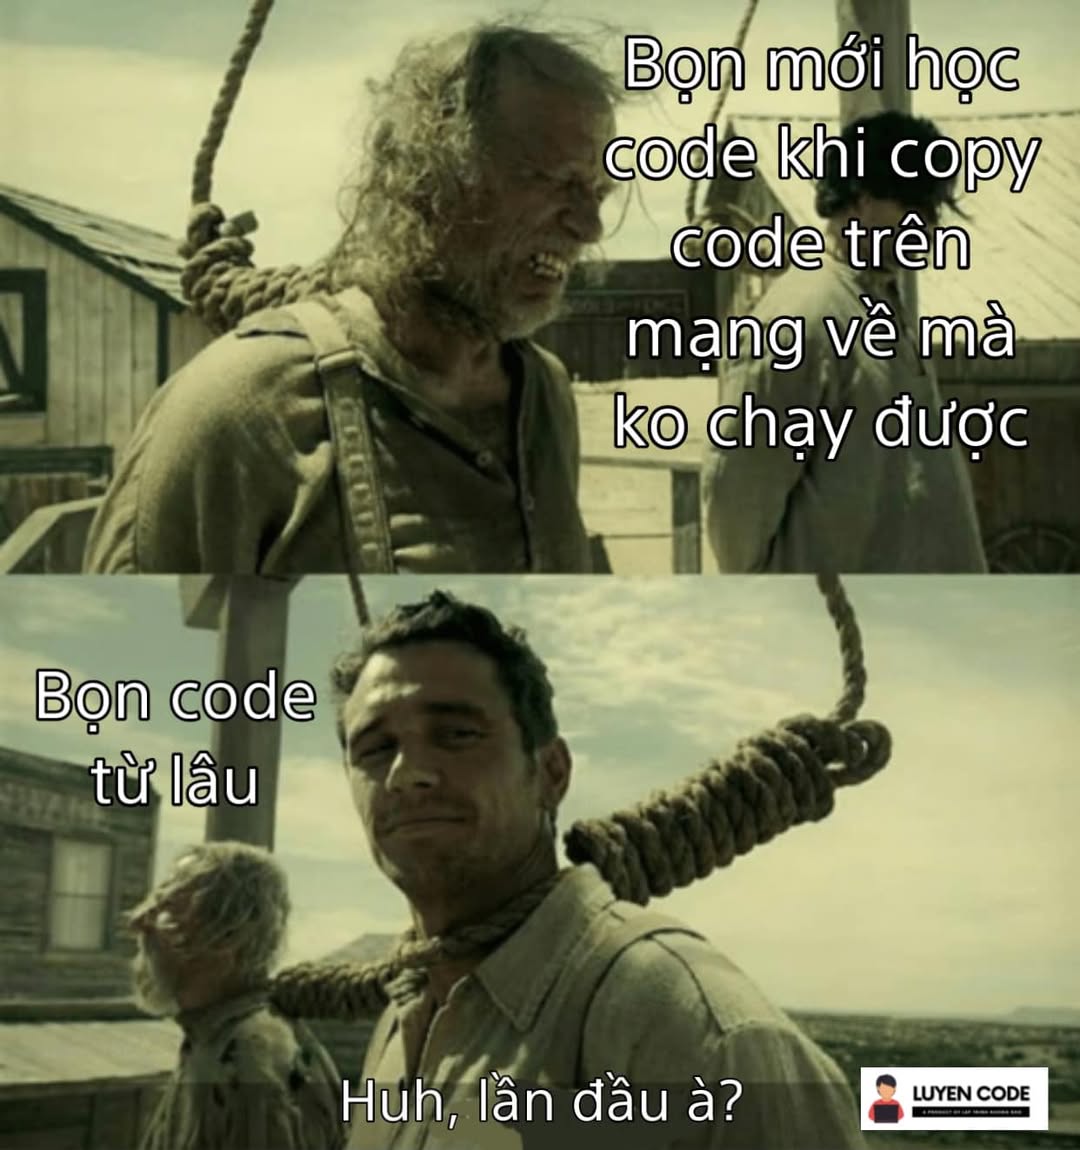 Bọn mới học
code khi copy
code trên
mạng về mà
ko chạy được
Bọn code
từ lâu
Huh, lần đầu à?
LUYEN CODE